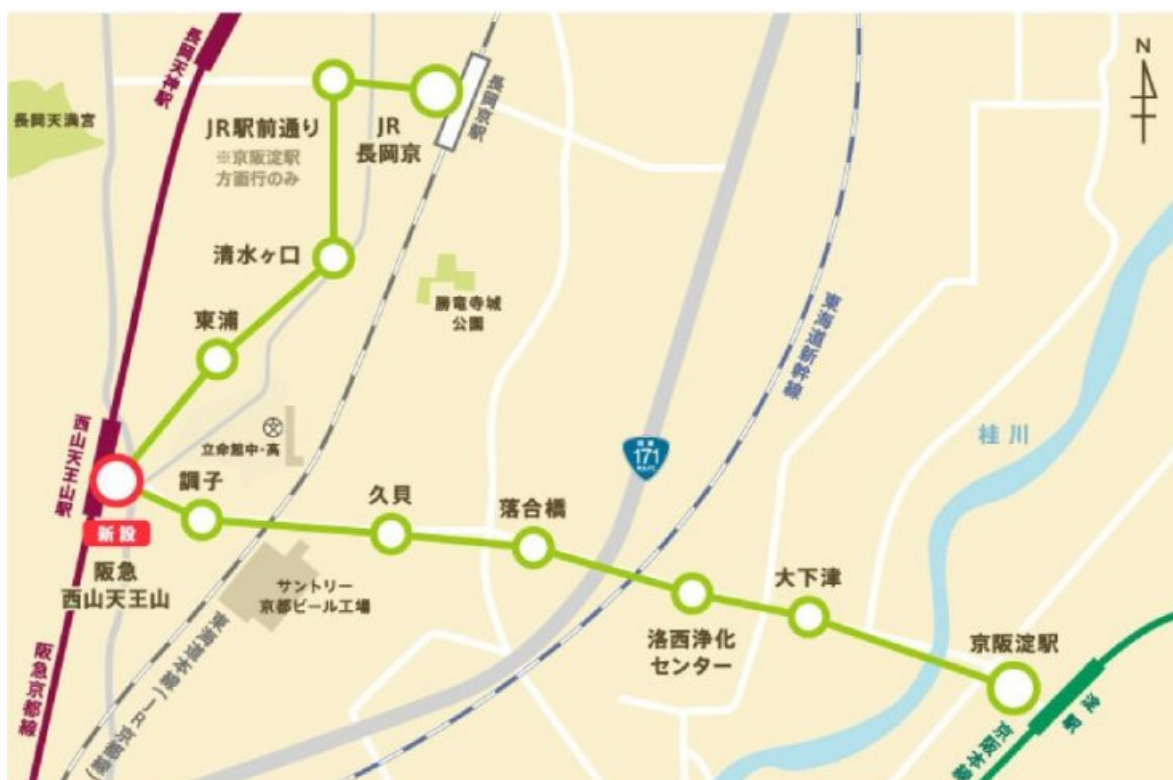 N
長岡天神駅
長岡天満宮
JR駅前通り
※京阪淀駅
方面行のみ
JR
長岡京
長岡京駅
清水ヶ口
勝竜寺城
公園
東浦
東海道新幹線
桂川
西山天王山駅
立命館中・高
国道
171
ROUTE
調子
久貝
落合橋
新設
阪急
西山天王山
サントリー
京都ビール工場
大下津
洛西浄化
センター
京阪淀駅
阪急京都線
東海道本線(JR京都線)
淀駅
京阪本線